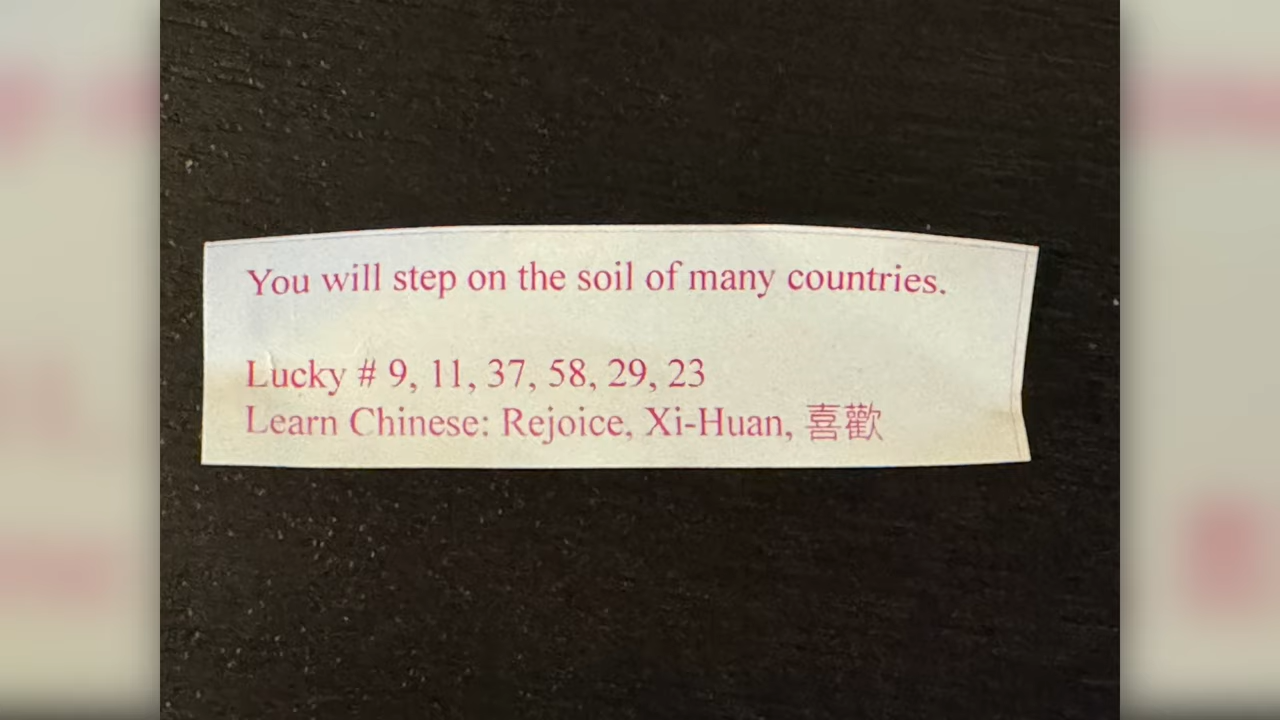 You will step on the soil of many countries.
Lucky # 9, 11, 37, 58, 29, 23
Learn Chinese: Rejoice, Xi-Huan, 喜歡